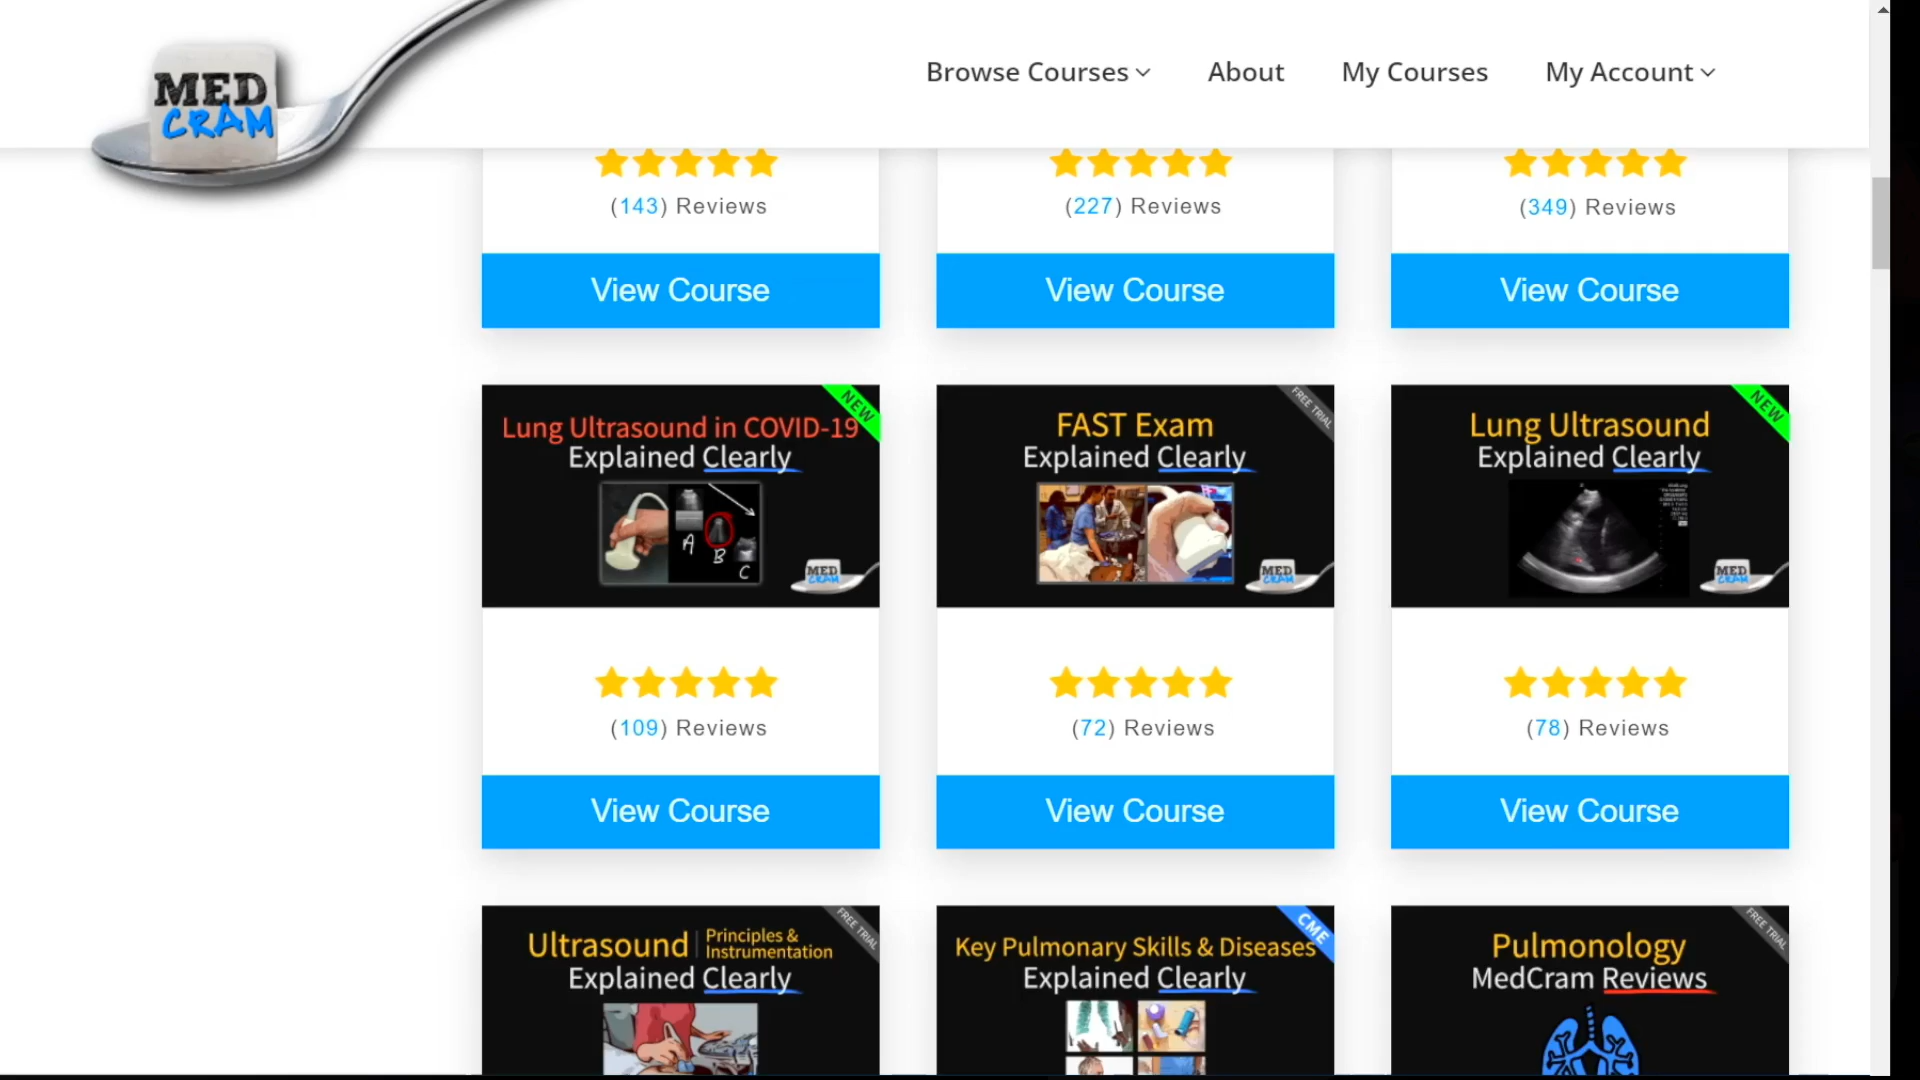 MED
CRAM
Browse Courses
About
My Courses
My Account
(143) Reviews
(227) Reviews
(349) Reviews
View Course
View Course
View Course
NEW
Lung Ultrasound in COVID-19
Explained Clearly
A
B
C
MED
CRAM
FREE TRIAL
FAST Exam
Explained Clearly
MED
CRAM
NEW
Lung Ultrasound
Explained Clearly
MED
CRAM
(109) Reviews
(72) Reviews
(78) Reviews
View Course
View Course
View Course
FREE TRIAL
Ultrasound | Principles &
Instrumentation
Explained Clearly
CME
Key Pulmonary Skills & Diseases
Explained Clearly
FREE TRIAL
Pulmonology
MedCram Reviews